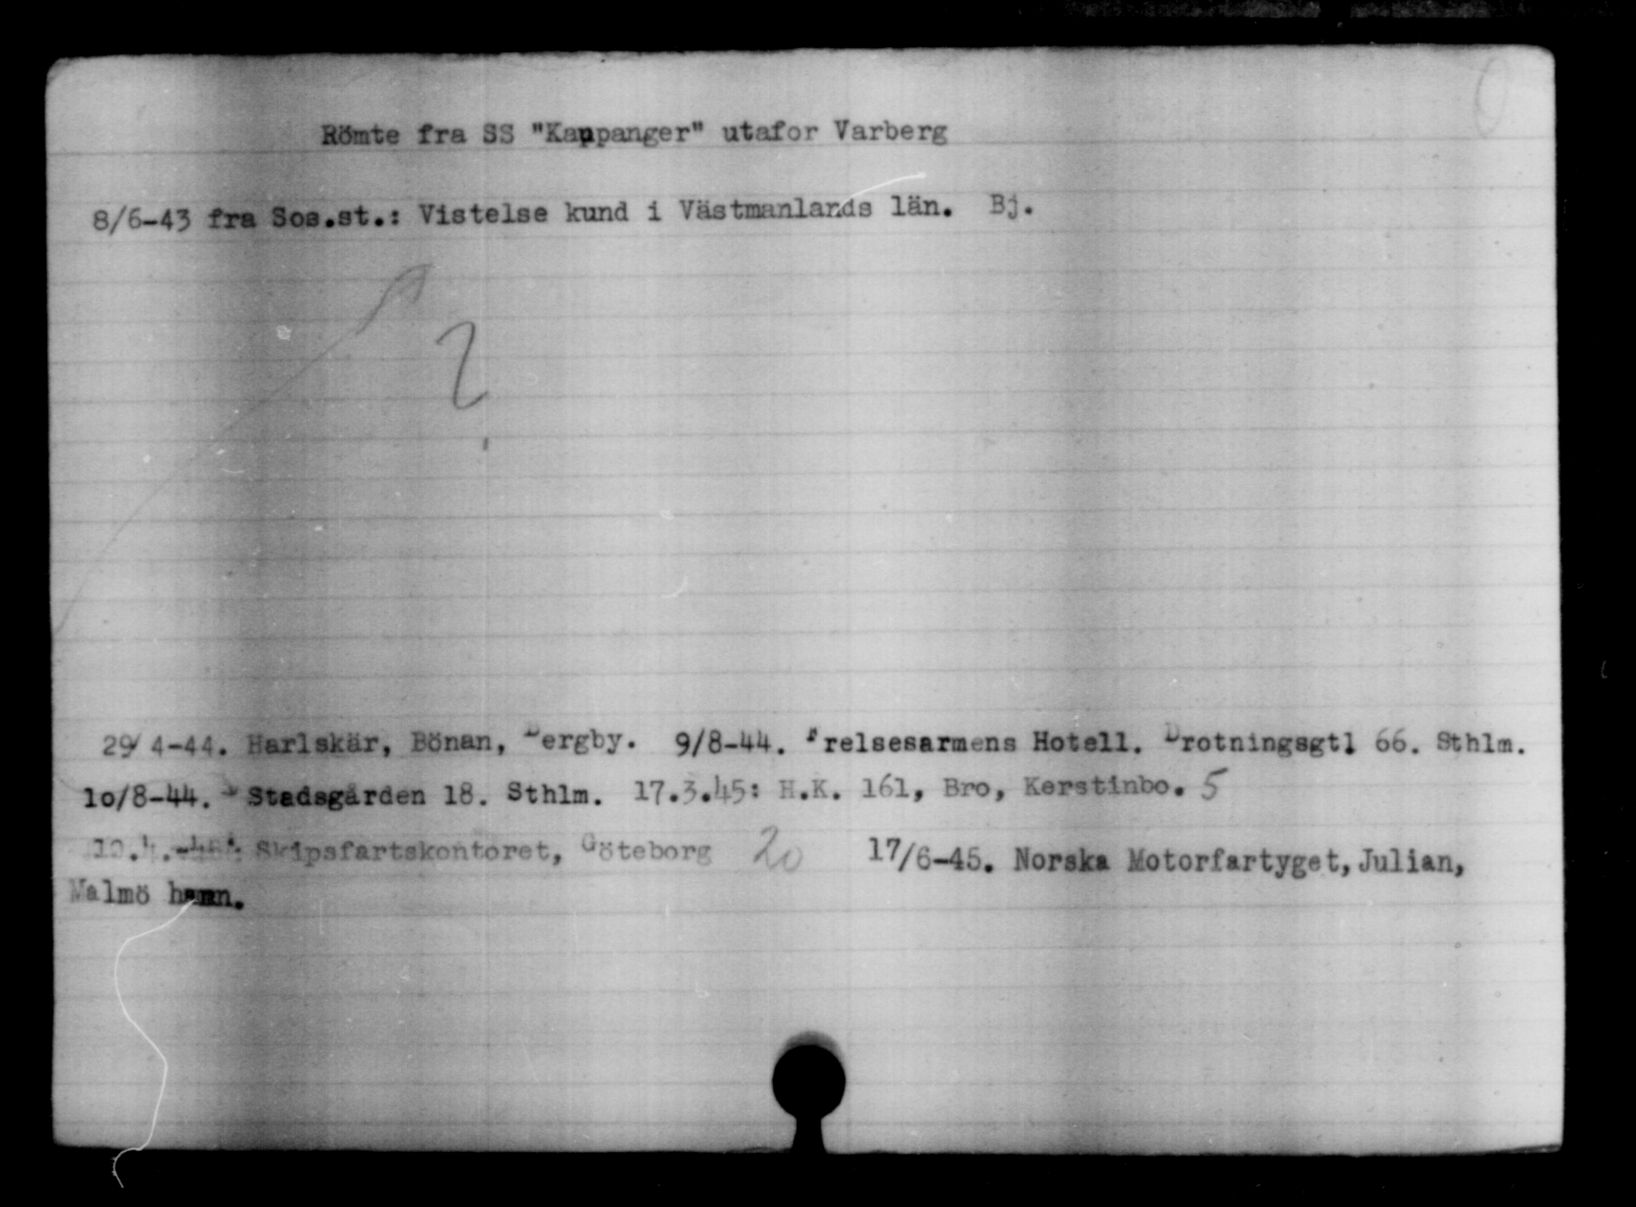 Römte fra SS "Kaupanger" utafor Varberg
8/6-43 fra Sos.st.: Vistelse kund i Västmanlands län. Bj.
2
29/4-44. Harlskär, Bönan, Bergby. 9/8-44. Frelsesarmens Hotell. Drotningsgtl 66. Sthlm.
1o/8-44. Stadsgården 18. Sthlm. 17.3.45: H.K. 161, Bro, Kerstinbo. 5
Skipsfartskontoret, Göteborg 20 17/6-45. Norska Motorfartyget, Julian,
Malmö hamn.